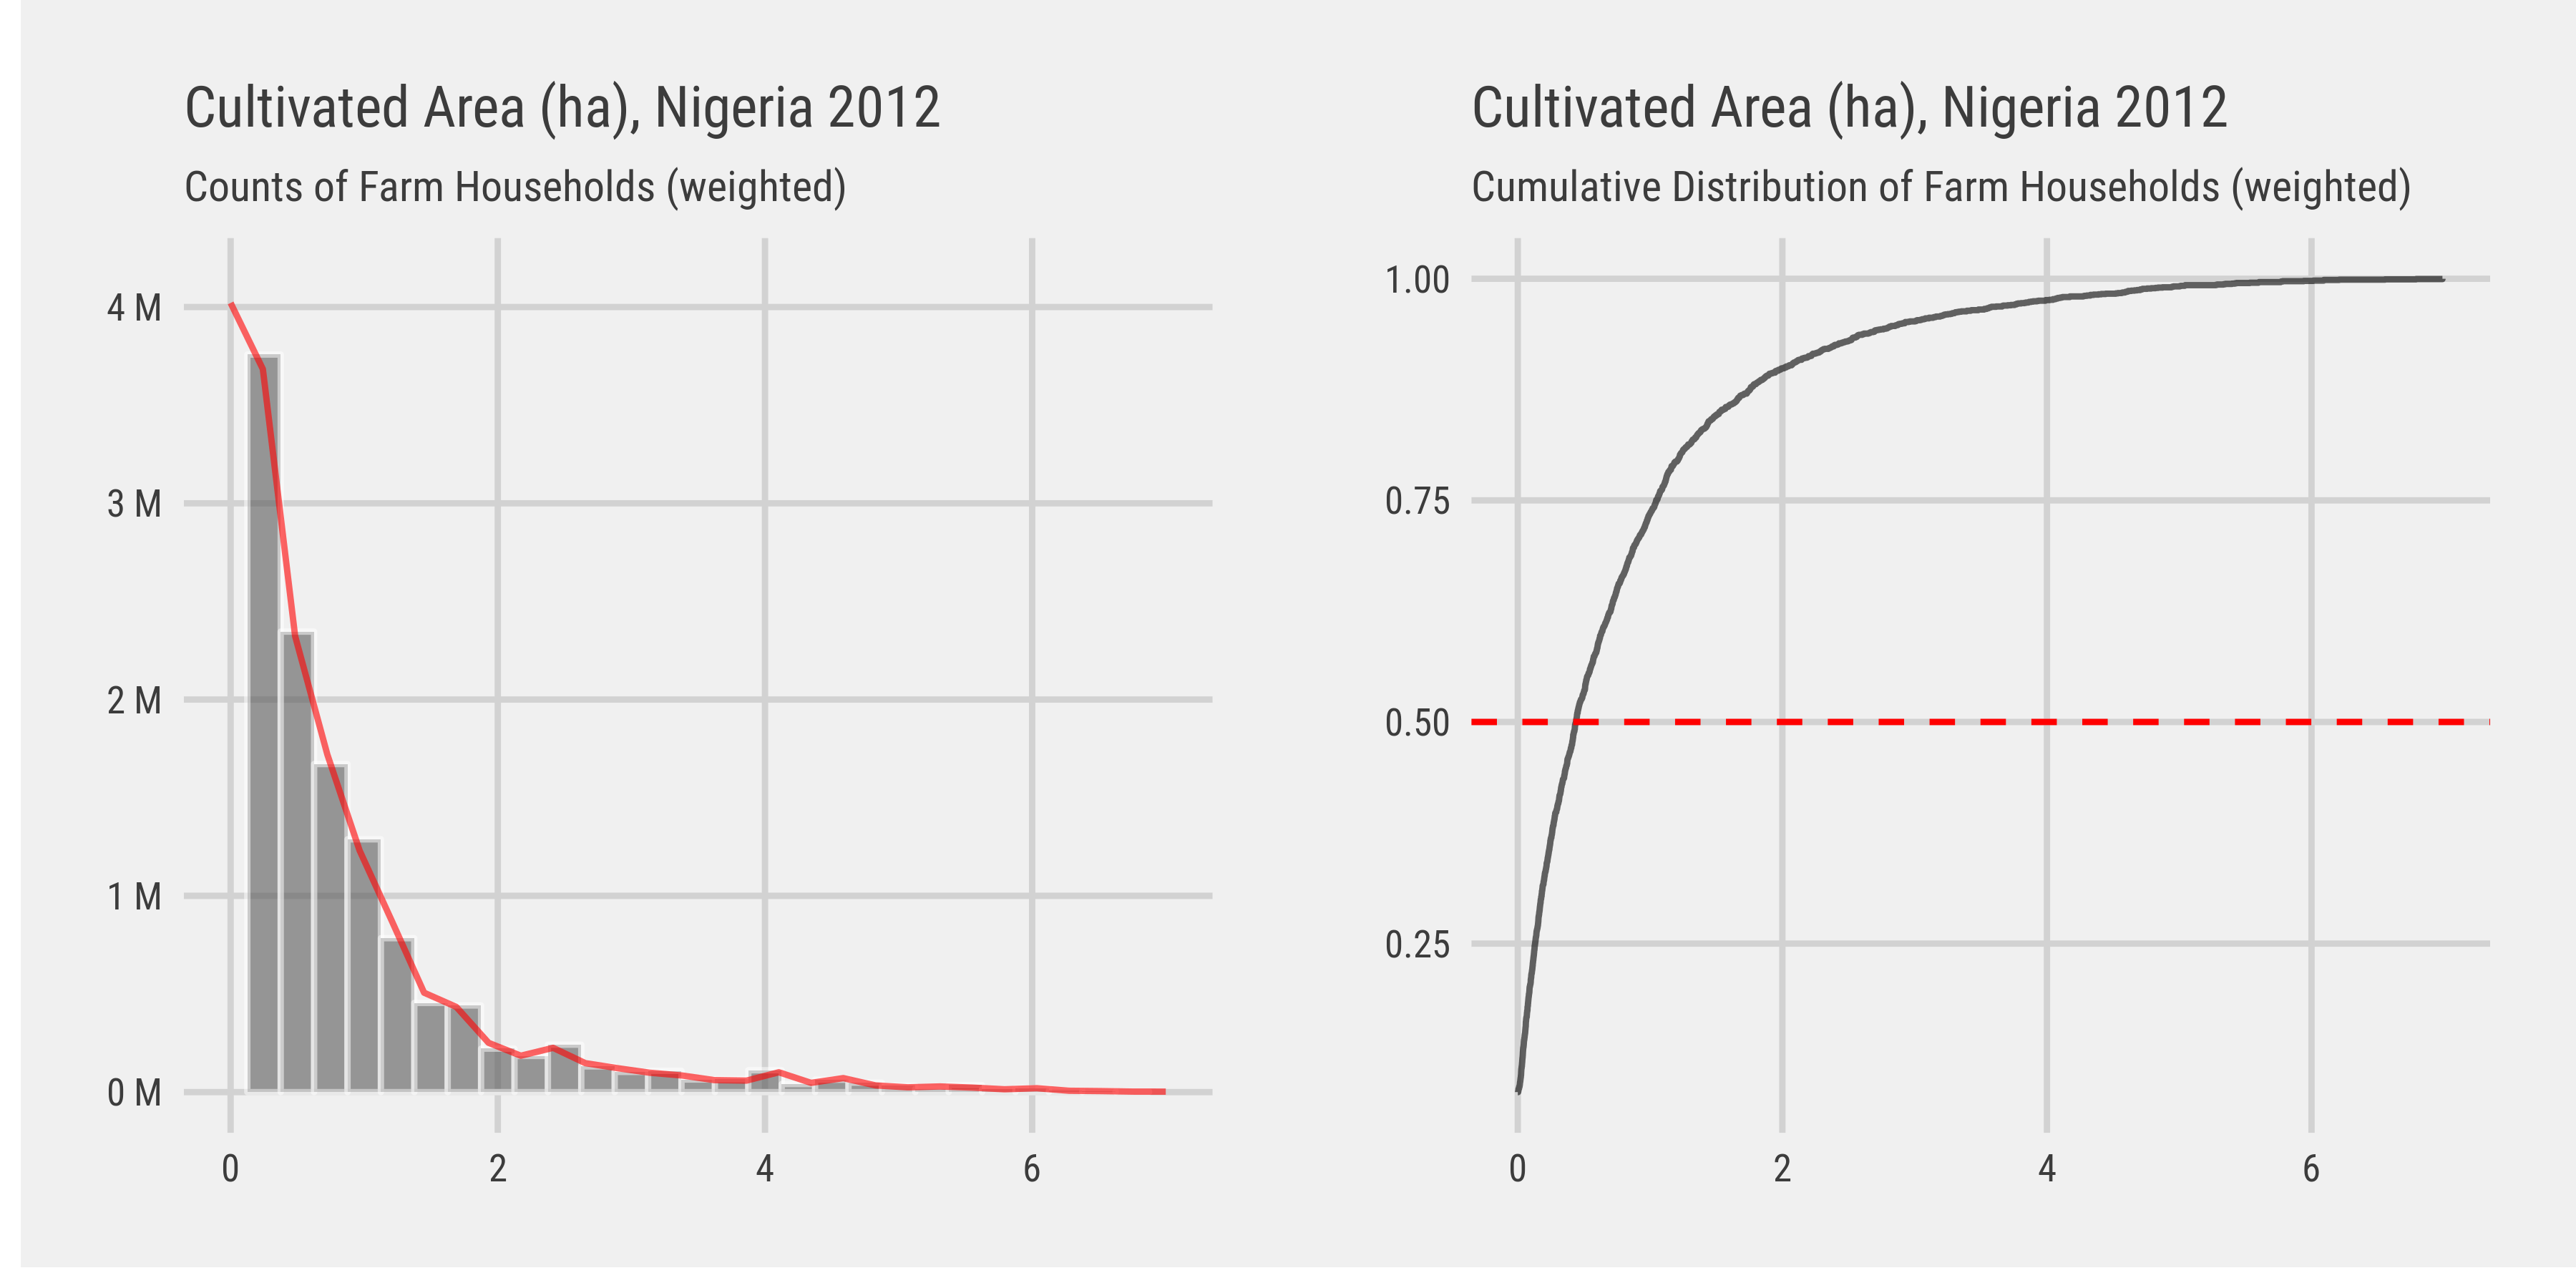 Cultivated Area (ha), Nigeria 2012
Counts of Farm Households (weighted)
4 M
3 M
2 M
1 M
0 M
0 2 4 6
Cultivated Area (ha), Nigeria 2012
Cumulative Distribution of Farm Households (weighted)
1.00
0.75
0.50
0.25
0 2 4 6